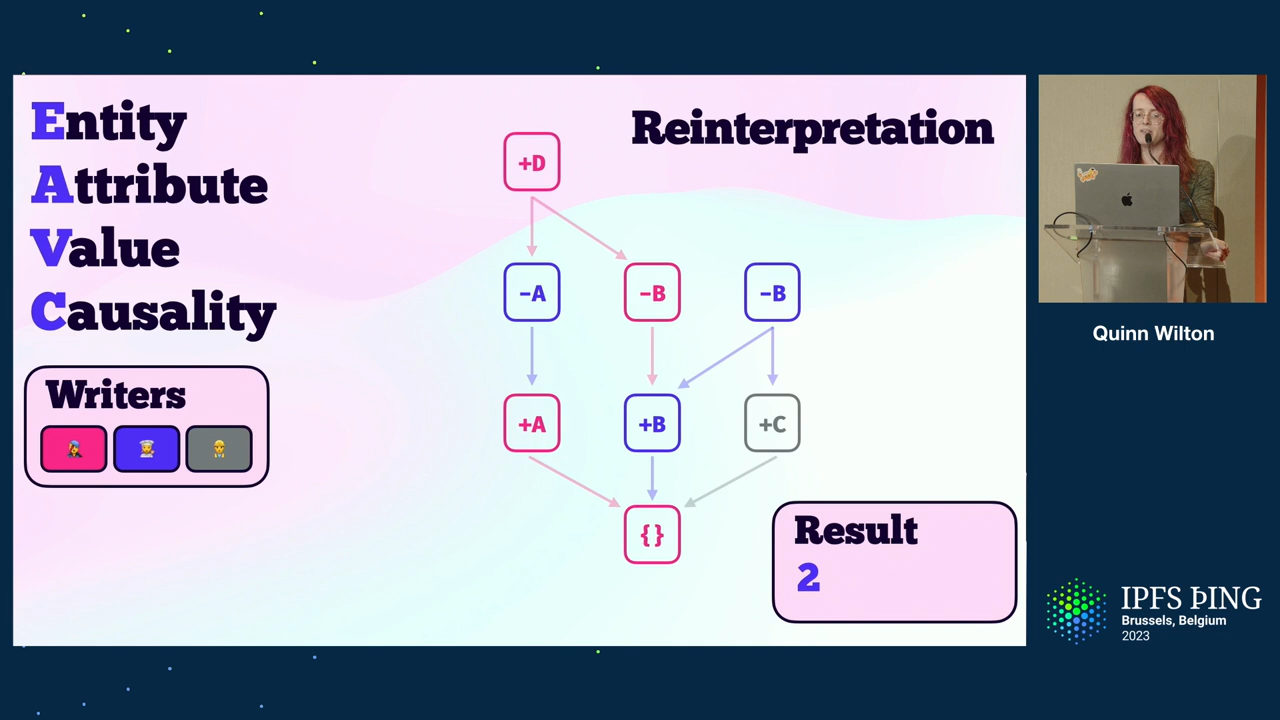 Entity
Attribute
Value
Causality
Writers
Reinterpretation
+D
−A
−B
−B
+A
+B
+C
{}
Result
2
Quinn Wilton
IPFS ÞING
Brussels, Belgium
2023